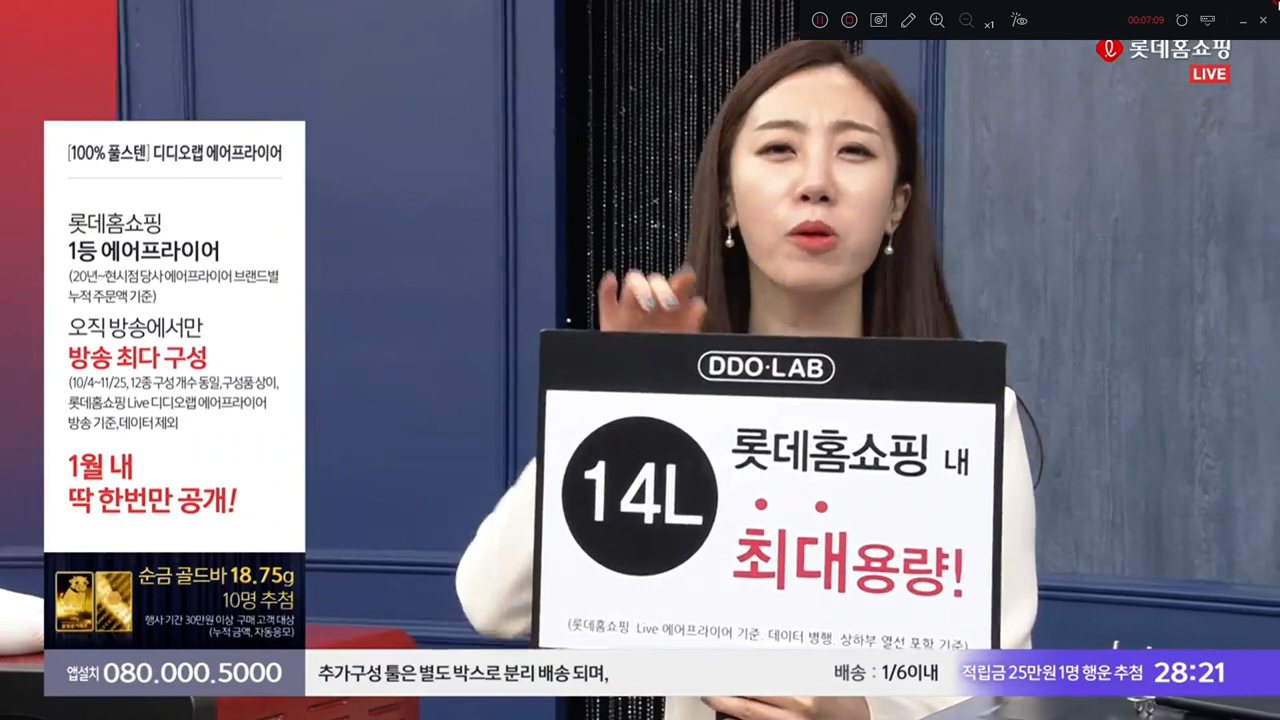 x1
00:07:09
롯데홈쇼핑
LIVE
[100% 풀스텐] 디디오랩 에어프라이어
롯데홈쇼핑
1등 에어프라이어
(20년~현시점 당사 에어프라이어 브랜드별
누적 주문액 기준)
오직 방송에서만
방송 최다 구성
(10/4~11/25, 12종 구성 개수 동일, 구성품 상이,
롯데홈쇼핑 Live 디디오랩 에어프라이어
방송 기준, 데이터 제외)
1월 내
딱 한번만 공개!
순금 골드바 18.75g
10명 추첨
행사 기간 30만원 이상 구매 고객 대상
(누적 금액, 자동응모)
DDO·LAB
14L
롯데홈쇼핑 내
최대용량!
(롯데홈쇼핑 Live 에어프라이어 기준, 데이터 병행, 상하부 열선 포함 기준)
앱설치 080.000.5000
추가구성 툴은 별도 박스로 분리 배송 되며,
배송 : 1/6이내
적립금 25만원 1명 행운 추첨 28:21